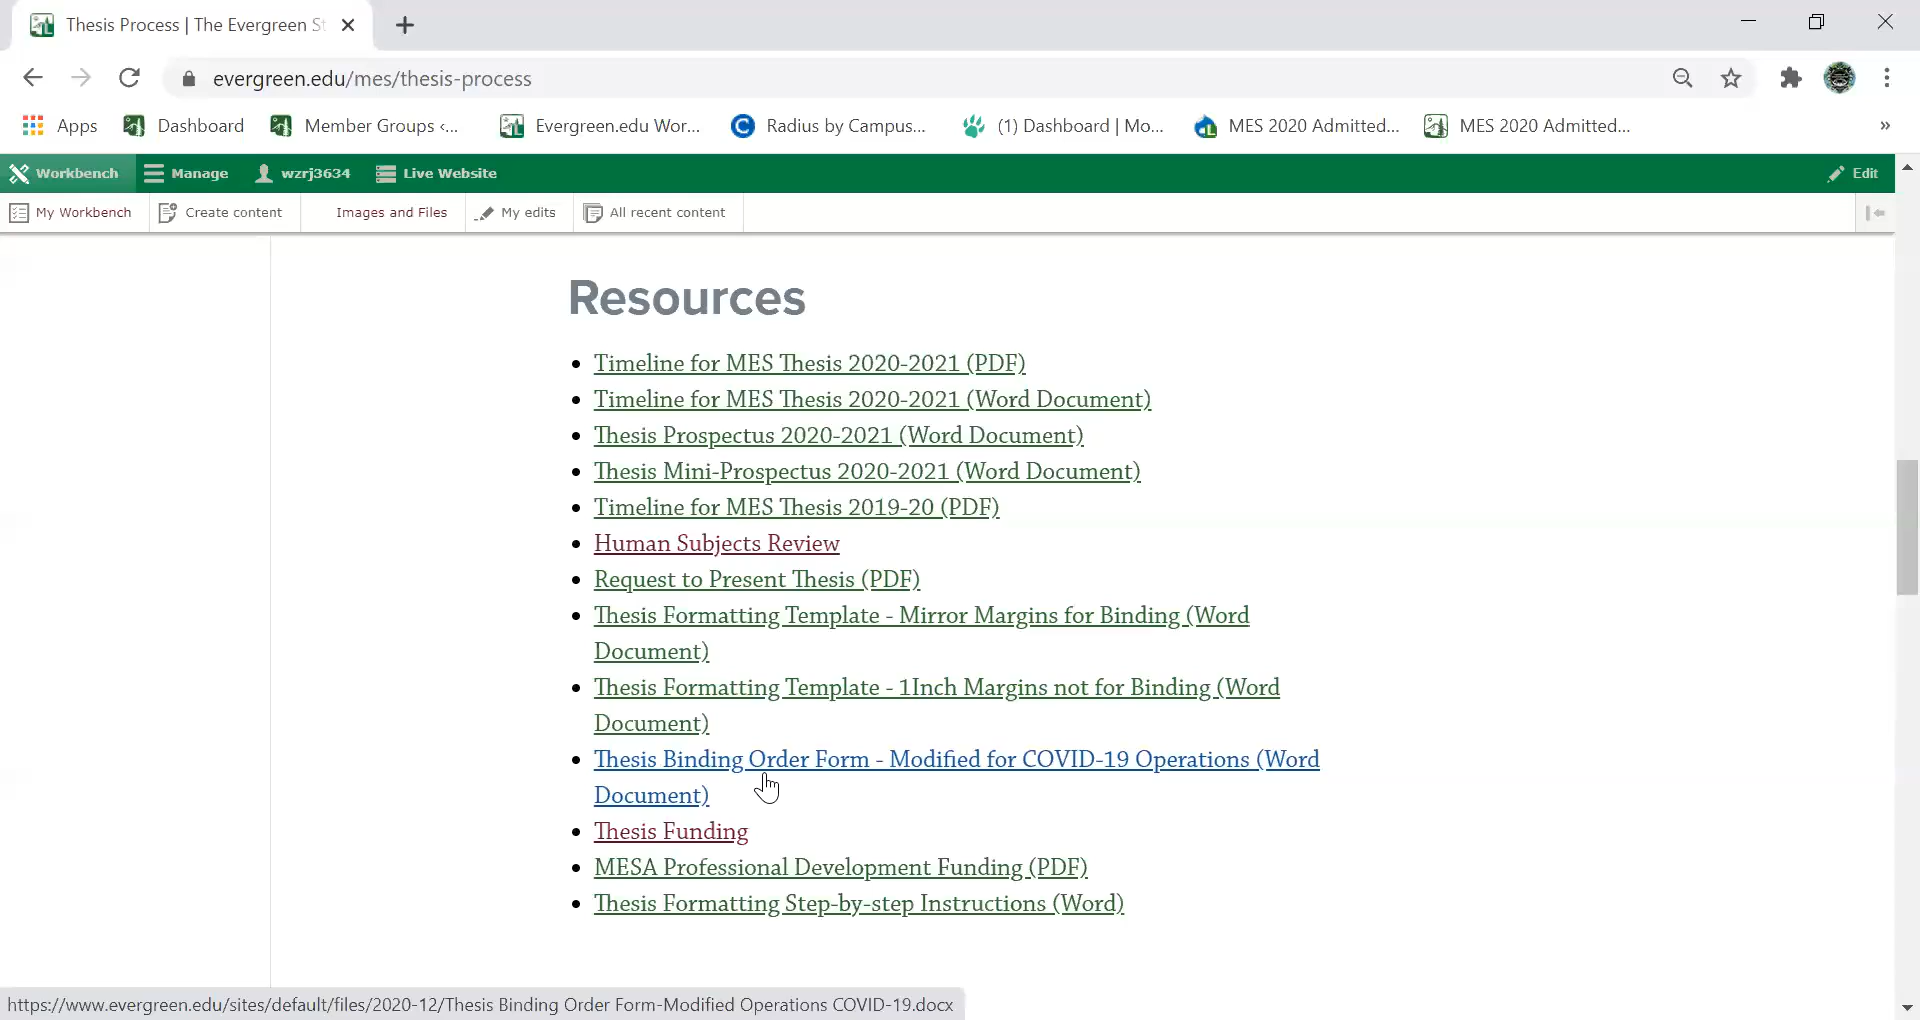 Thesis Process | The Evergreen St
evergreen.edu/mes/thesis-process
Apps Dashboard Member Groups <... Evergreen.edu Wor... Radius by Campus... (1) Dashboard | Mo... MES 2020 Admitted... MES 2020 Admitted... »
Workbench Manage wzrj3634 Live Website Edit
My Workbench Create content Images and Files My edits All recent content
Resources
Timeline for MES Thesis 2020-2021 (PDF)
Timeline for MES Thesis 2020-2021 (Word Document)
Thesis Prospectus 2020-2021 (Word Document)
Thesis Mini-Prospectus 2020-2021 (Word Document)
Timeline for MES Thesis 2019-20 (PDF)
Human Subjects Review
Request to Present Thesis (PDF)
Thesis Formatting Template - Mirror Margins for Binding (Word
Document)
Thesis Formatting Template - 1Inch Margins not for Binding (Word
Document)
Thesis Binding Order Form - Modified for COVID-19 Operations (Word
Document)
Thesis Funding
MESA Professional Development Funding (PDF)
Thesis Formatting Step-by-step Instructions (Word)
https://www.evergreen.edu/sites/default/files/2020-12/Thesis Binding Order Form-Modified Operations COVID-19.docx